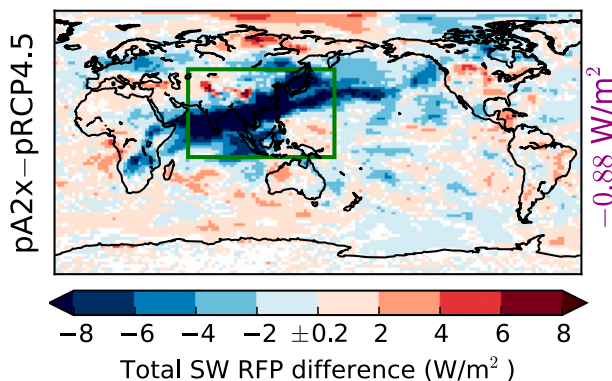 pA2x−pRCP4.5
−0.88 W/m²
−8 −6 −4 −2 ±0.2 2 4 6 8
Total SW RFP difference (W/m² )